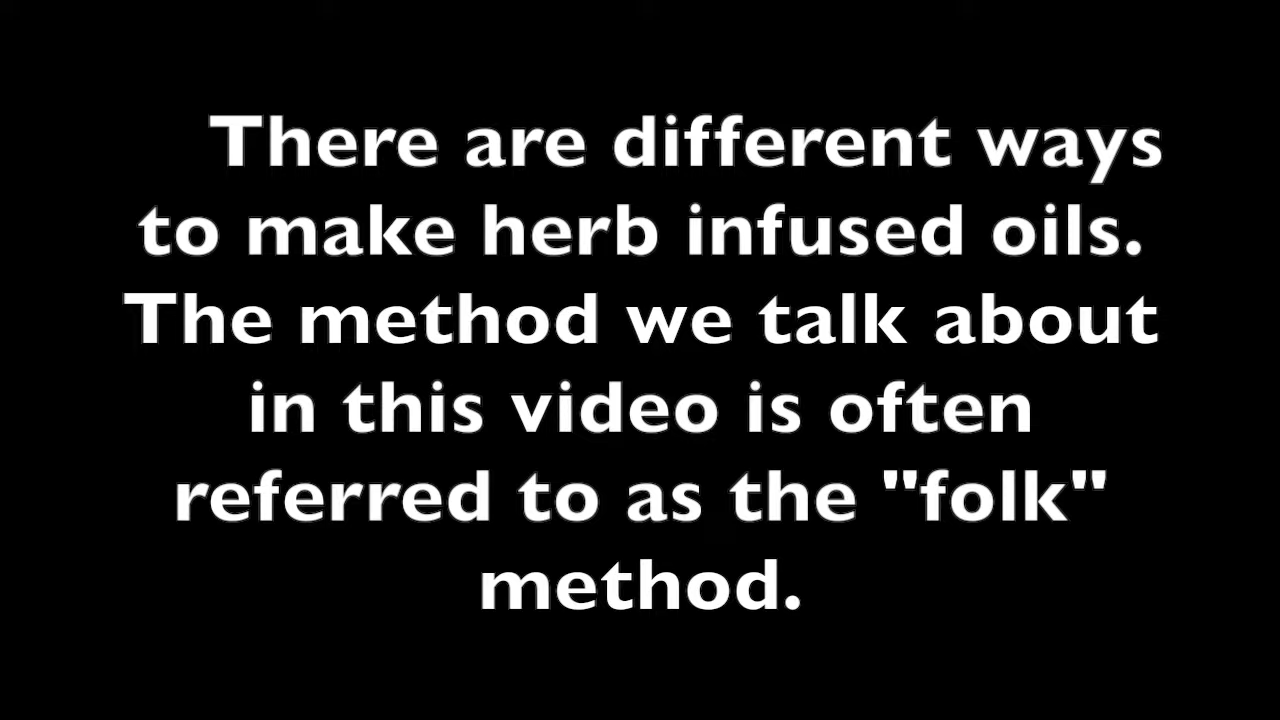 There are different ways
to make herb infused oils.
The method we talk about
in this video is often
referred to as the "folk"
method.